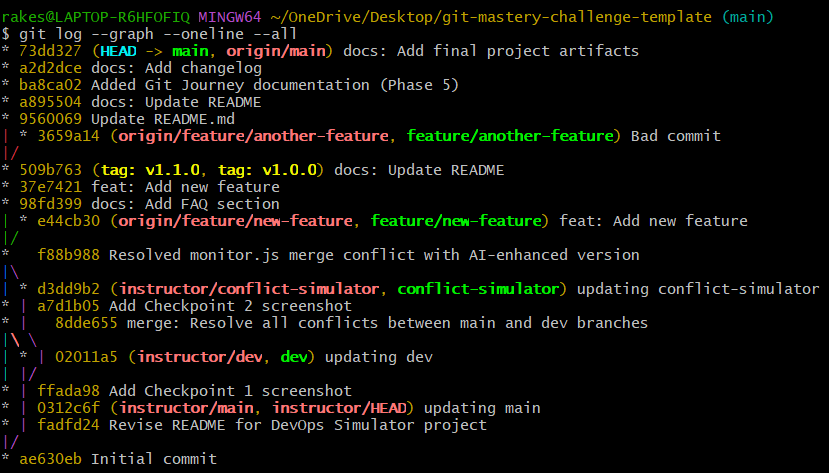 rakes@LAPTOP-R6HFOFIQ MINGW64 ~/OneDrive/Desktop/git-mastery-challenge-template (main)
$ git log --graph --oneline --all
* 73dd327 (HEAD -> main, origin/main) docs: Add final project artifacts
* a2d2dce docs: Add changelog
* ba8ca02 Added Git Journey documentation (Phase 5)
* a895504 docs: Update README
* 9560069 Update README.md
| * 3659a14 (origin/feature/another-feature, feature/another-feature) Bad commit
|/
* 509b763 (tag: v1.1.0, tag: v1.0.0) docs: Update README
* 37e7421 feat: Add new feature
* 98fd399 docs: Add FAQ section
| * e44cb30 (origin/feature/new-feature, feature/new-feature) feat: Add new feature
|/
*   f88b988 Resolved monitor.js merge conflict with AI-enhanced version
|\
| * d3dd9b2 (instructor/conflict-simulator, conflict-simulator) updating conflict-simulator
* | a7d1b05 Add Checkpoint 2 screenshot
* |   8dde655 merge: Resolve all conflicts between main and dev branches
|\ \
| * | 02011a5 (instructor/dev, dev) updating dev
| |/
* | ffada98 Add Checkpoint 1 screenshot
* | 0312c6f (instructor/main, instructor/HEAD) updating main
* | fadfd24 Revise README for DevOps Simulator project
|/
* ae630eb Initial commit